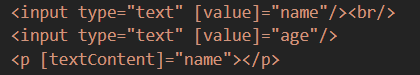 <input type="text" [value]="name"/><br/>
<input type="text" [value]="age"/>
<p [textContent]="name"></p>